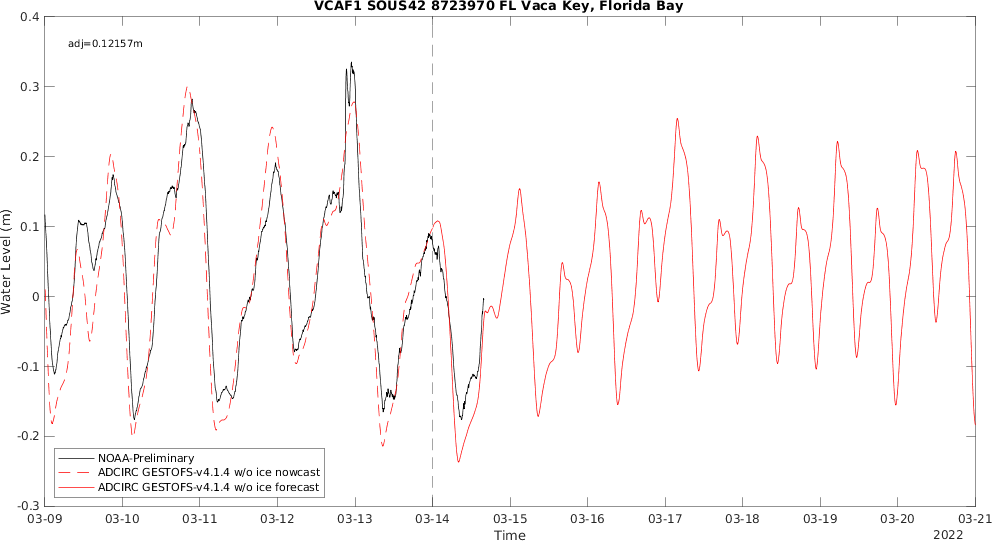 VCAF1 SOUS42 8723970 FL Vaca Key, Florida Bay
adj=0.12157m
0.4
0.3
0.2
0.1
0
-0.1
-0.2
-0.3
Water Level (m)
NOAA-Preliminary
ADCIRC GESTOFS-v4.1.4 w/o ice nowcast
ADCIRC GESTOFS-v4.1.4 w/o ice forecast
03-09 03-10 03-11 03-12 03-13 03-14 03-15 03-16 03-17 03-18 03-19 03-20 03-21
Time
2022